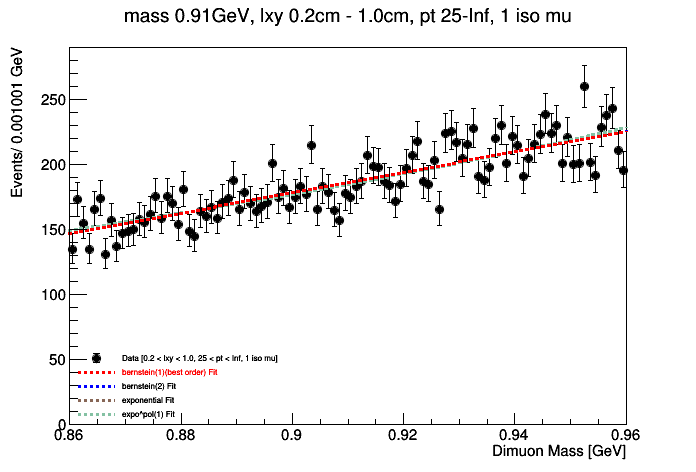 mass 0.91GeV, lxy 0.2cm - 1.0cm, pt 25-Inf, 1 iso mu
Events/ 0.001001 GeV
250
200
150
100
50
0
Data [0.2 < lxy < 1.0, 25 < pt < Inf, 1 iso mu]
bernstein(1)(best order) Fit
bernstein(2) Fit
exponential Fit
expo*pol(1) Fit
0.86
0.88
0.9
0.92
0.94
0.96
Dimuon Mass [GeV]